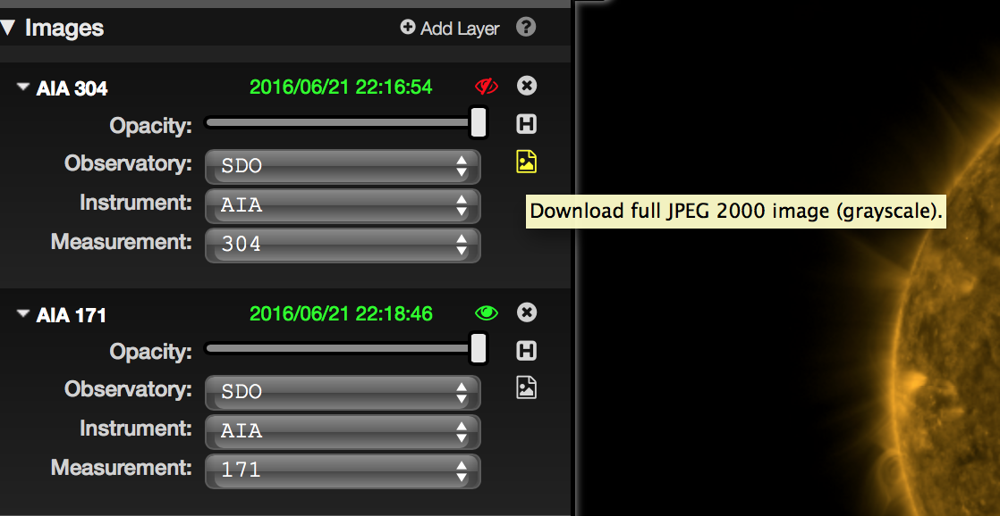 Images Add Layer ?
AIA 304 2016/06/21 22:16:54
Opacity: H
Observatory: SDO
Instrument: AIA
Download full JPEG 2000 image (grayscale).
Measurement: 304
AIA 171 2016/06/21 22:18:46
Opacity: H
Observatory: SDO
Instrument: AIA
Measurement: 171